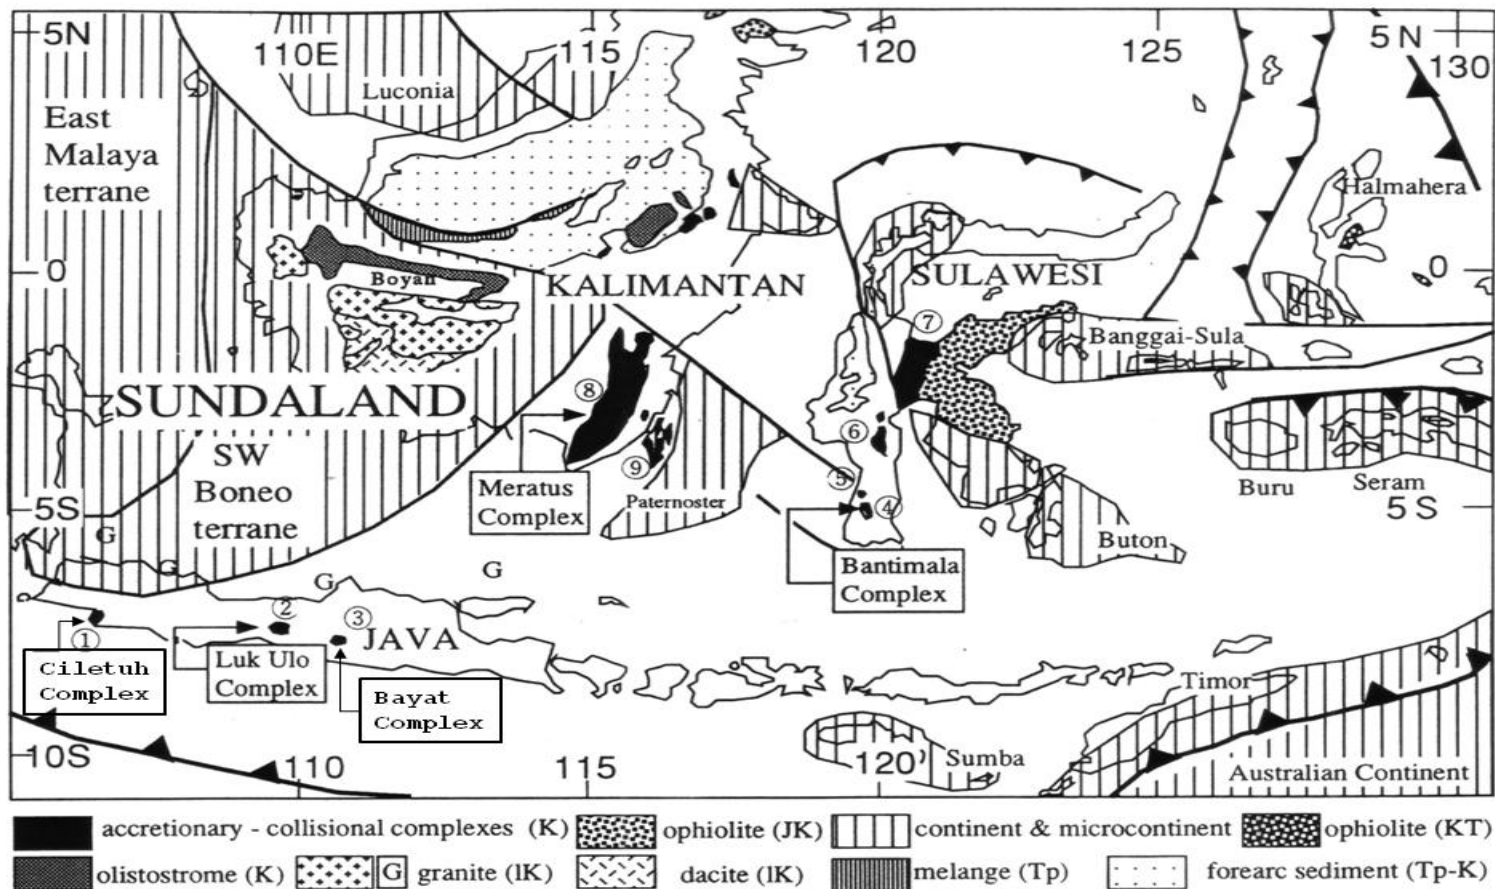 5N
110E
115
120
125
5 N
130
Luconia
East
Malaya
terrane
Halmahera
0
Boyan
KALIMANTAN
SULAWESI
0
⑦
Banggai-Sula
SUNDALAND
⑧
SW
Boneo
terrane
⑥
Meratus
Complex
⑨
Paternoster
⑤
④
Buru
Seram
5S
5 S
G
Buton
Bantimala
Complex
G
G
G
①
②
③
JAVA
Ciletuh
Complex
Luk Ulo
Complex
Bayat
Complex
Timor
10S
110
115
120
Sumba
Australian Continent
accretionary - collisional complexes (K)
ophiolite (JK)
continent & microcontinent
ophiolite (KT)
olistostrome (K)
G
granite (lK)
dacite (lK)
melange (Tp)
forearc sediment (Tp-K)